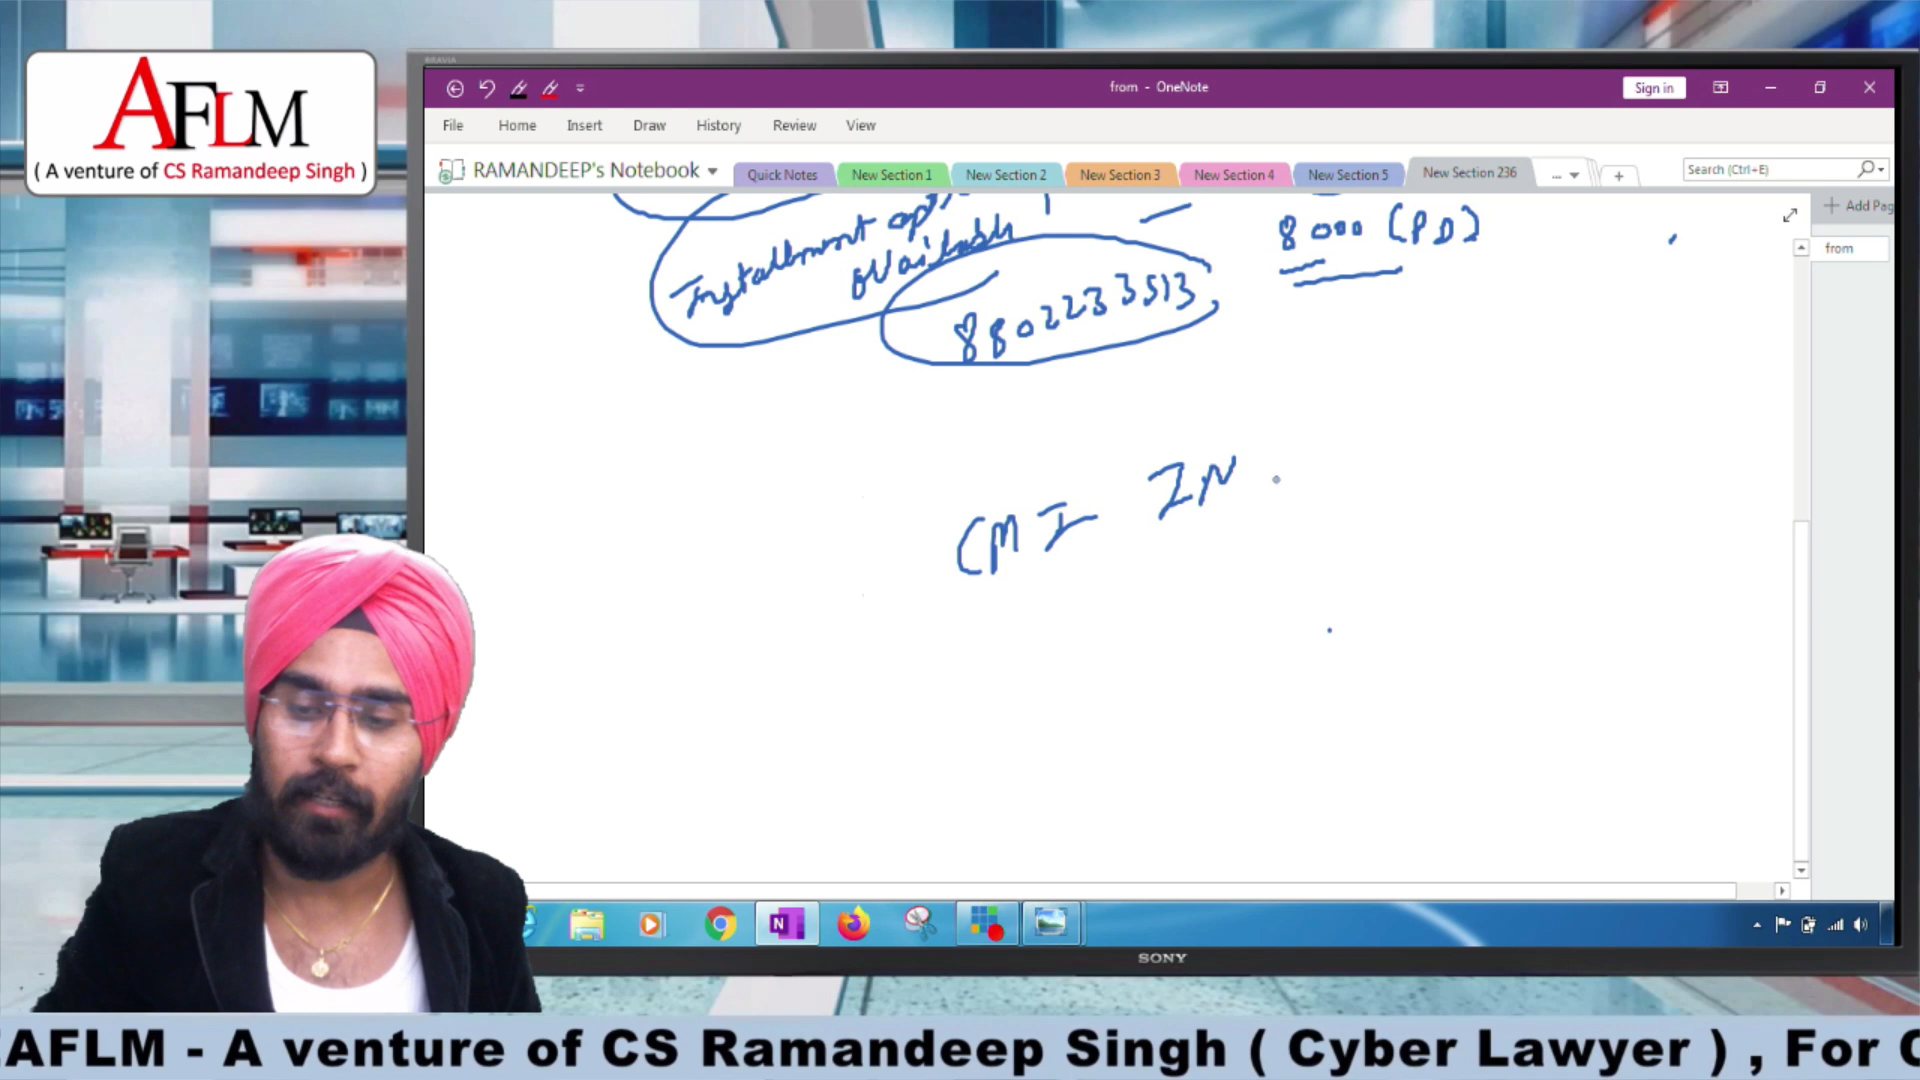 BRAVIA
AFLM
( A venture of CS Ramandeep Singh )
from - OneNote
Sign in
File Home Insert Draw History Review View
RAMANDEEP's Notebook
Quick Notes
New Section 1
New Section 2
New Section 3
New Section 4
New Section 5
New Section 236
...
Search (Ctrl+E)
Add Pag
from
Installment
Available
8000 (PD)
8802233513,
CMI IN
SONY
AFLM - A venture of CS Ramandeep Singh ( Cyber Lawyer ) , For